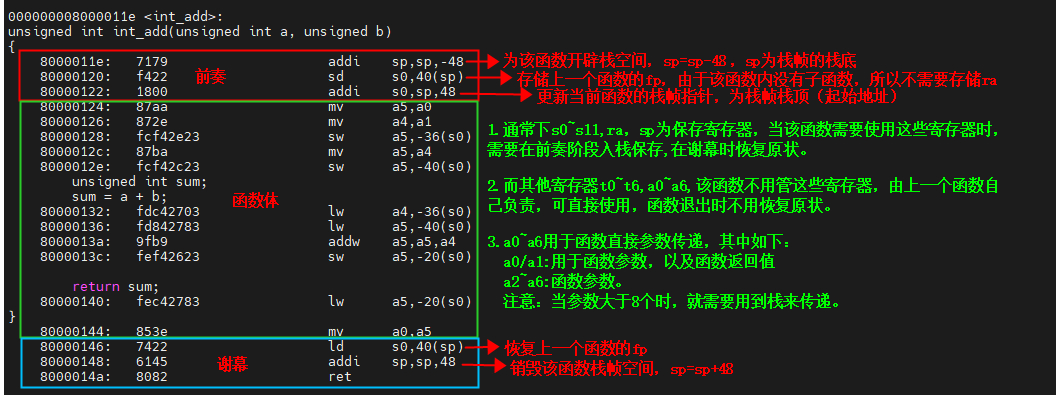 000000008000011e <int_add>:
unsigned int int_add(unsigned int a, unsigned b)
{
8000011e: 7179 addi sp,sp,-48 为该函数开辟栈空间，sp=sp-48，sp为栈帧的栈底
前奏
80000120: f422 sd s0,40(sp) 存储上一个函数的fp。由于该函数内没有子函数，所以不需要存储ra
80000122: 1800 addi s0,sp,48 更新当前函数的栈帧指针，为栈帧栈顶（起始地址）
80000124: 87aa mv a5,a0
80000126: 872e mv a4,a1
80000128: fcf42e23 sw a5,-36(s0)
8000012c: 87ba mv a5,a4
8000012e: fcf42c23 sw a5,-40(s0)
unsigned int sum;
sum = a + b;
函数体
80000132: fdc42703 lw a4,-36(s0)
80000136: fd842783 lw a5,-40(s0)
8000013a: 9fb9 addw a5,a5,a4
8000013c: fef42623 sw a5,-20(s0)
return sum;
80000140: fec42783 lw a5,-20(s0)
}
80000144: 853e mv a0,a5
80000146: 7422 ld s0,40(sp) 恢复上一个函数的fp
谢幕
80000148: 6145 addi sp,sp,48 销毁该函数栈帧空间，sp=sp+48
8000014a: 8082 ret
1.通常下s0~s11,ra，sp为保存寄存器，当该函数需要使用这些寄存器时，
需要在前奏阶段入栈保存,在谢幕时恢复原状。
2.而其他寄存器t0~t6,a0~a6,该函数不用管这些寄存器，由上一个函数自
己负责，可直接使用，函数退出时不用恢复原状。
3.a0~a6用于函数直接参数传递，其中如下：
a0/a1:用于函数参数，以及函数返回值
a2~a6:函数参数。
注意：当参数大于8个时，就需要用到栈来传递。